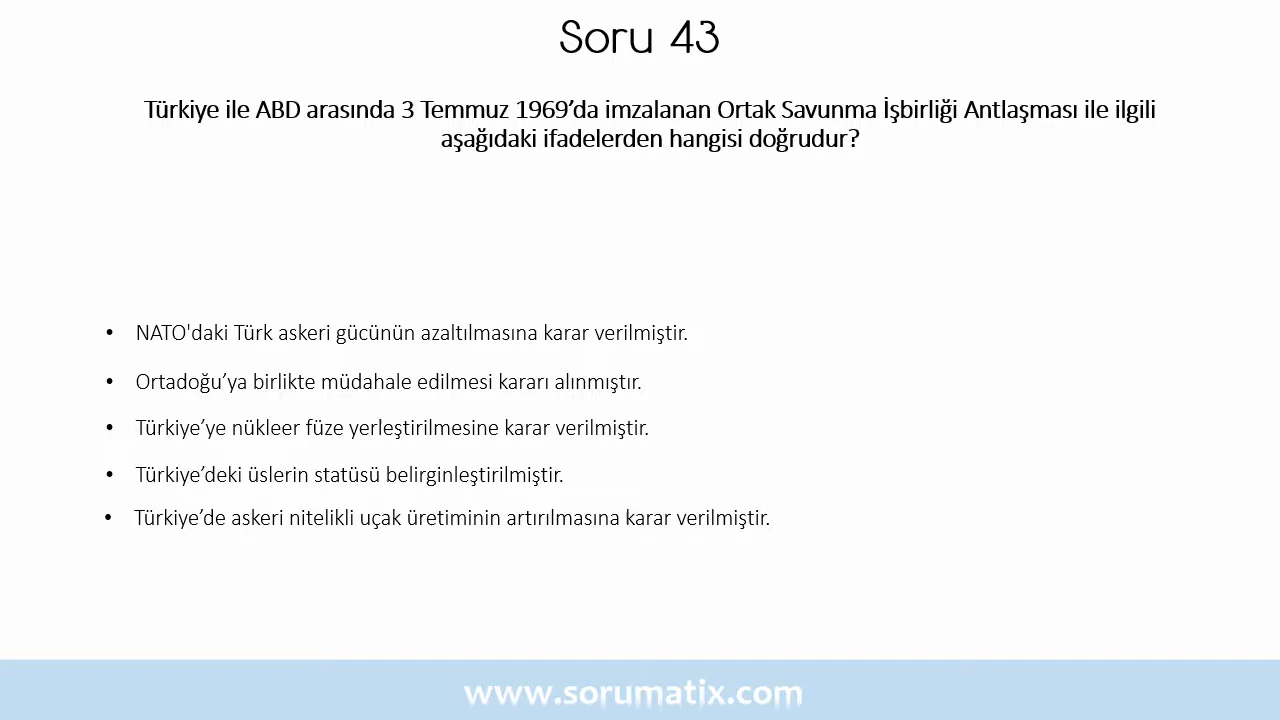 Soru 43
Türkiye ile ABD arasında 3 Temmuz 1969’da imzalanan Ortak Savunma İşbirliği Antlaşması ile ilgili
aşağıdaki ifadelerden hangisi doğrudur?
• NATO'daki Türk askeri gücünün azaltılmasına karar verilmiştir.
• Ortadoğu’ya birlikte müdahale edilmesi kararı alınmıştır.
• Türkiye’ye nükleer füze yerleştirilmesine karar verilmiştir.
• Türkiye’deki üslerin statüsü belirginleştirilmiştir.
• Türkiye’de askeri nitelikli uçak üretiminin artırılmasına karar verilmiştir.
www.sorumatix.com